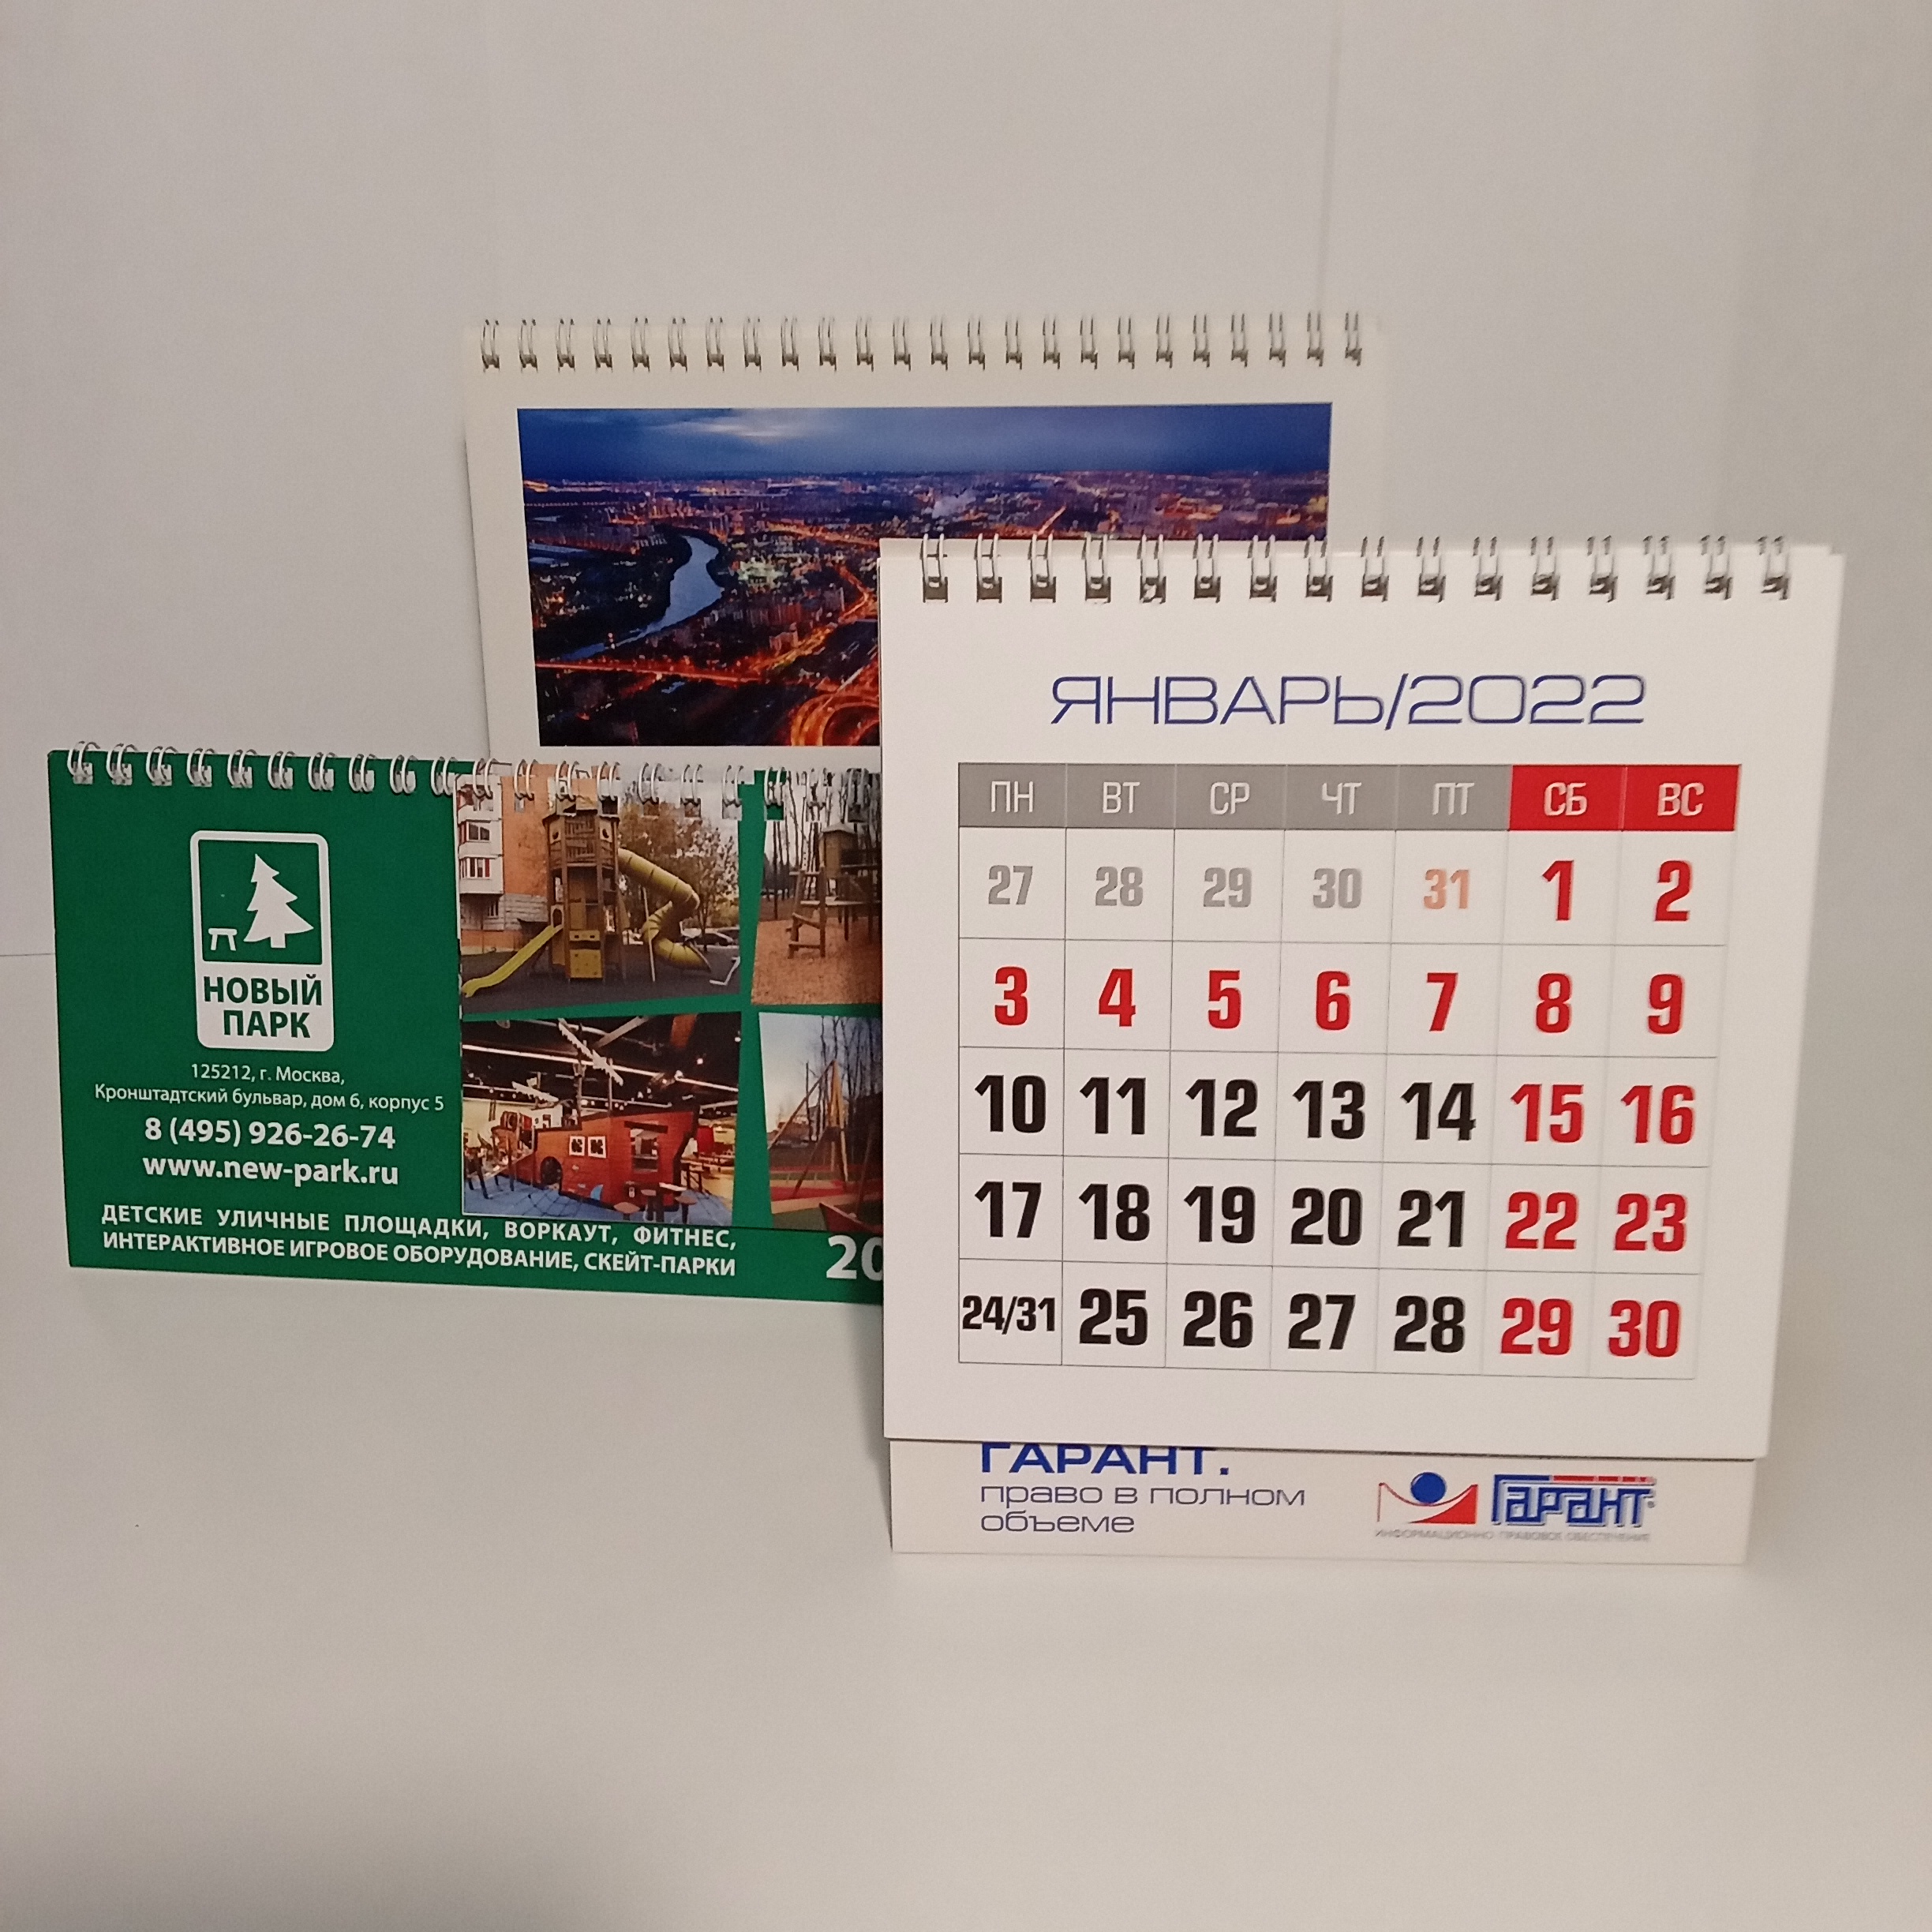 НОВЫЙ
ПАРК
125212, г. Москва,
Кронштадтский бульвар, дом 6, корпус 5
8 (495) 926-26-74
www.new-park.ru
ДЕТСКИЕ УЛИЧНЫЕ ПЛОЩАДКИ, ВОРКАУТ, ФИТНЕС,
ИНТЕРАКТИВНОЕ ИГРОВОЕ ОБОРУДОВАНИЕ, СКЕЙТ-ПАРКИ
20
ЯНВАРЬ/2022
ПН ВТ СР ЧТ ПТ СБ ВС
27 28 29 30 31 1 2
3 4 5 6 7 8 9
10 11 12 13 14 15 16
17 18 19 20 21 22 23
24/31 25 26 27 28 29 30
ГАРАНТ.
право в полном
объеме
Гарант
ИНФОРМАЦИОННО ПРАВОВОЕ ОБЕСПЕЧЕНИЕ